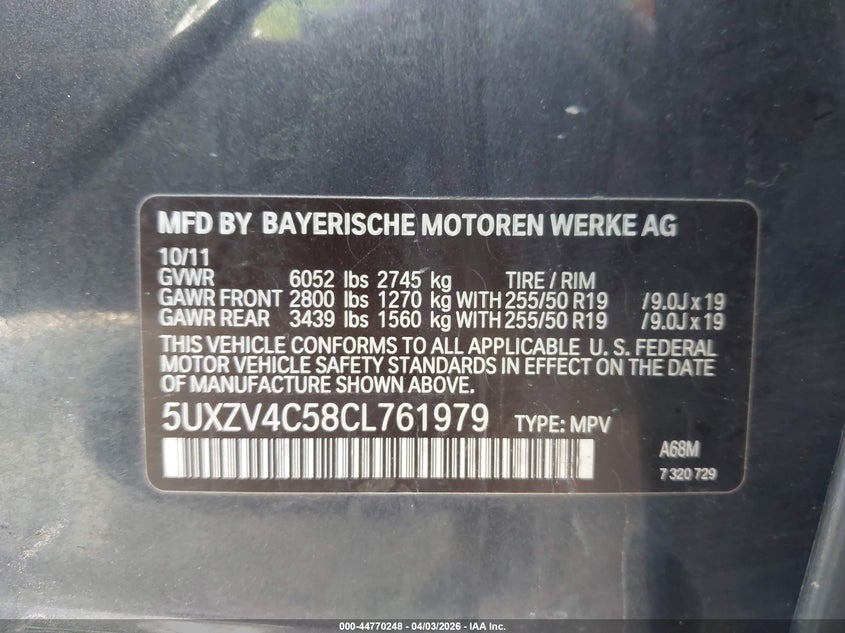 MFD BY BAYERISCHE MOTOREN WERKE AG
10/11
GVWR 6052 lbs 2745 kg TIRE / RIM
GAWR FRONT 2800 lbs 1270 kg WITH 255/50 R19 /9.0J x 19
GAWR REAR 3439 lbs 1560 kg WITH 255/50 R19 /9.0J x 19
THIS VEHICLE CONFORMS TO ALL APPLICABLE U. S. FEDERAL
MOTOR VEHICLE SAFETY STANDARDS IN EFFECT ON THE DATE
OF MANUFACTURE SHOWN ABOVE.
5UXZV4C58CL761979 TYPE: MPV
A68M
7 320 729
000-44770248 - 04/03/2026 - IAA Inc.